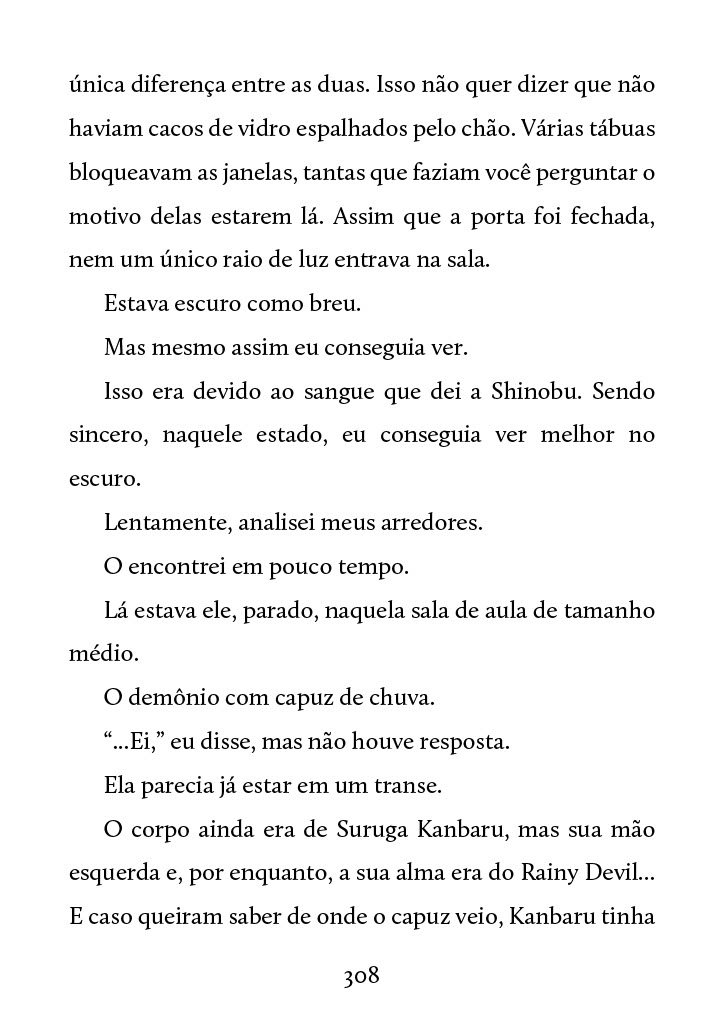 única diferença entre as duas. Isso não quer dizer que não
haviam cacos de vidro espalhados pelo chão. Várias tábuas
bloqueavam as janelas, tantas que faziam você perguntar o
motivo delas estarem lá. Assim que a porta foi fechada,
nem um único raio de luz entrava na sala.
Estava escuro como breu.
Mas mesmo assim eu conseguia ver.
Isso era devido ao sangue que dei a Shinobu. Sendo
sincero, naquele estado, eu conseguia ver melhor no
escuro.
Lentamente, analisei meus arredores.
O encontrei em pouco tempo.
Lá estava ele, parado, naquela sala de aula de tamanho
médio.
O demônio com capuz de chuva.
“...Ei,” eu disse, mas não houve resposta.
Ela parecia já estar em um transe.
O corpo ainda era de Suruga Kanbaru, mas sua mão
esquerda e, por enquanto, a sua alma era do Rainy Devil...
E caso queiram saber de onde o capuz veio, Kanbaru tinha
308